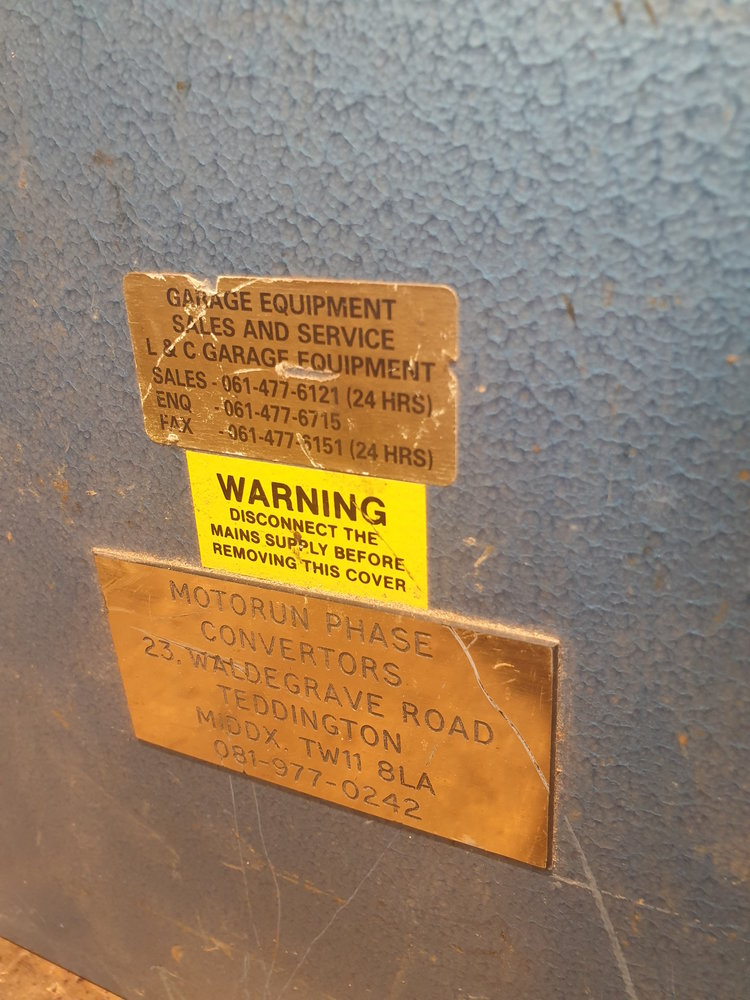 GARAGE EQUIPMENT
SALES AND SERVICE
L & C GARAGE EQUIPMENT
SALES - 061-477-6121 (24 HRS)
ENQ - 061-477-6715
FAX - 061-477-6151 (24 HRS)
WARNING
DISCONNECT THE
MAINS SUPPLY BEFORE
REMOVING THIS COVER
MOTORUN PHASE
CONVERTORS
23, WALDEGRAVE ROAD
TEDDINGTON
MIDDX. TW11 8LA
081-977-0242